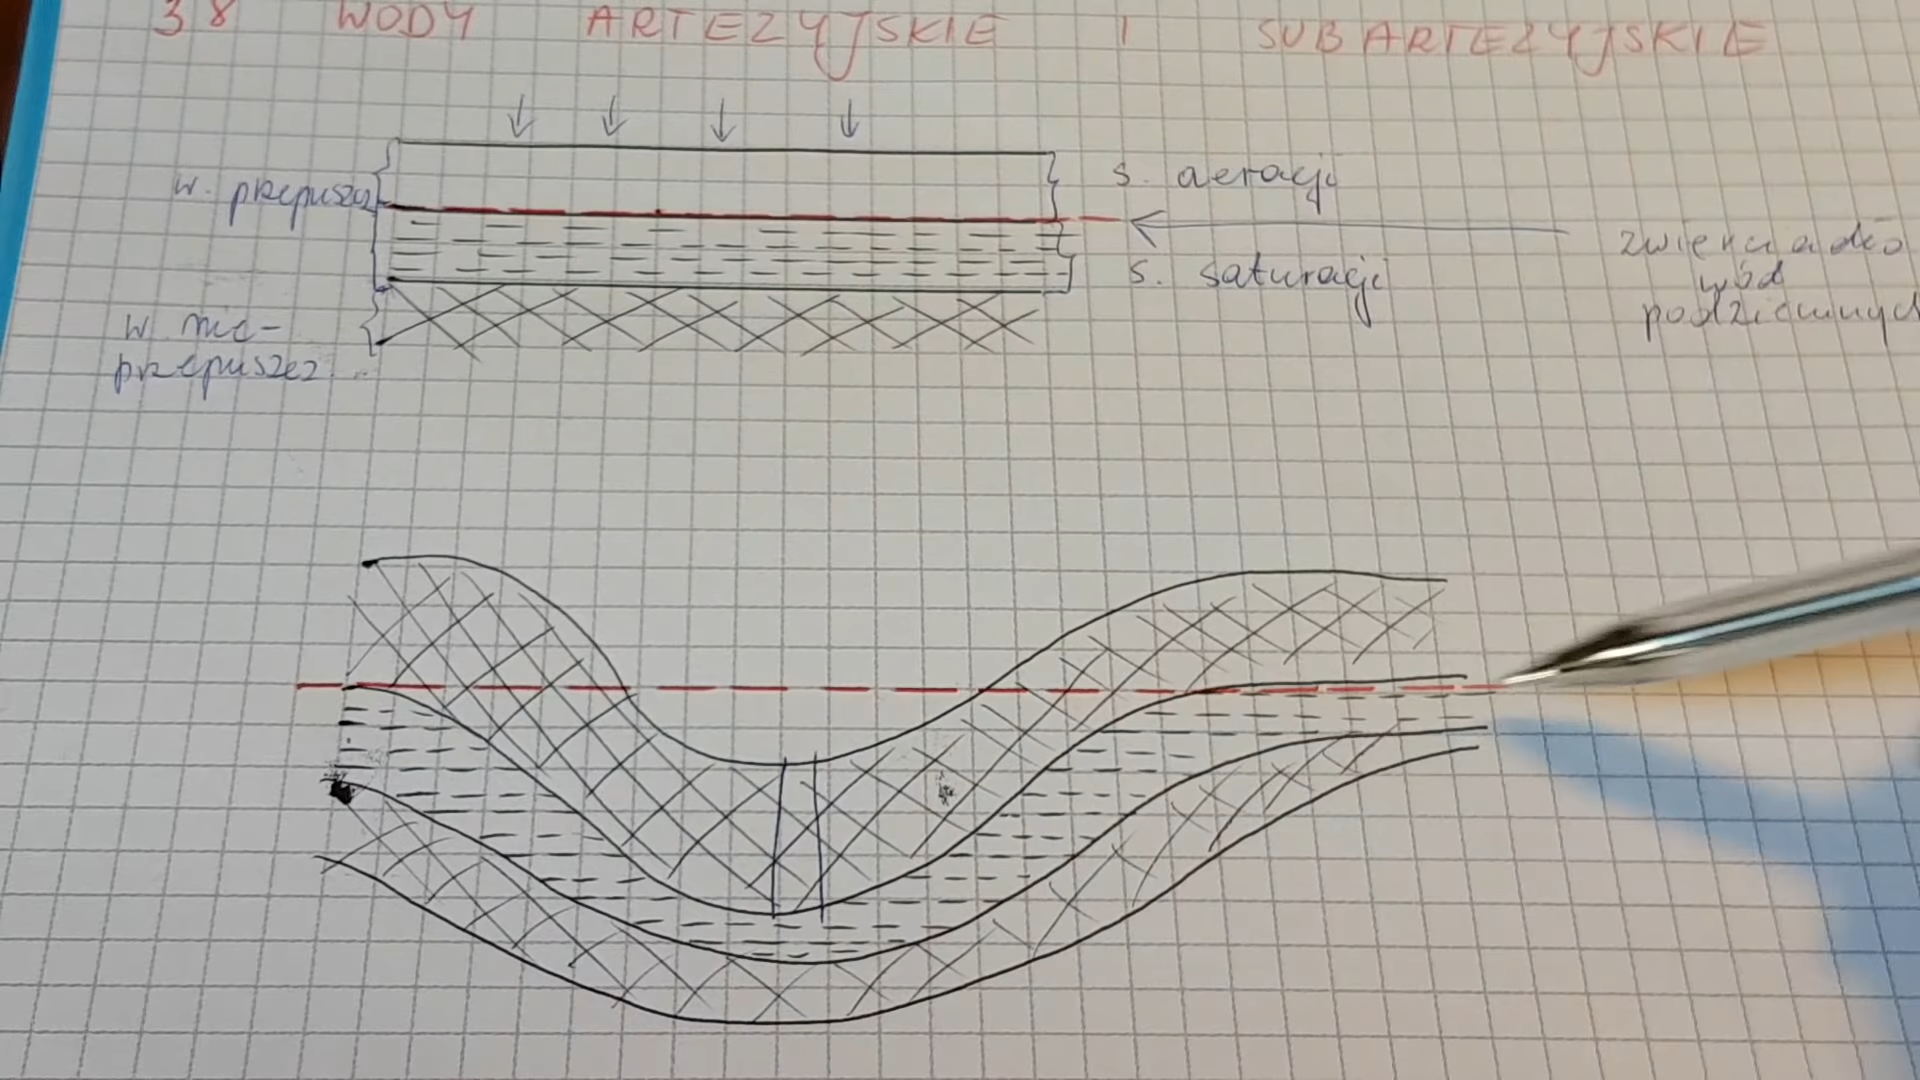 38 WODY ARTEZYJSKIE I SUBARTEZYJSKIE
w. przepuszcz
s. aeracji
zwierciadło
wód
podziemnych
s. saturacji
w. nie-
przepuszcz.